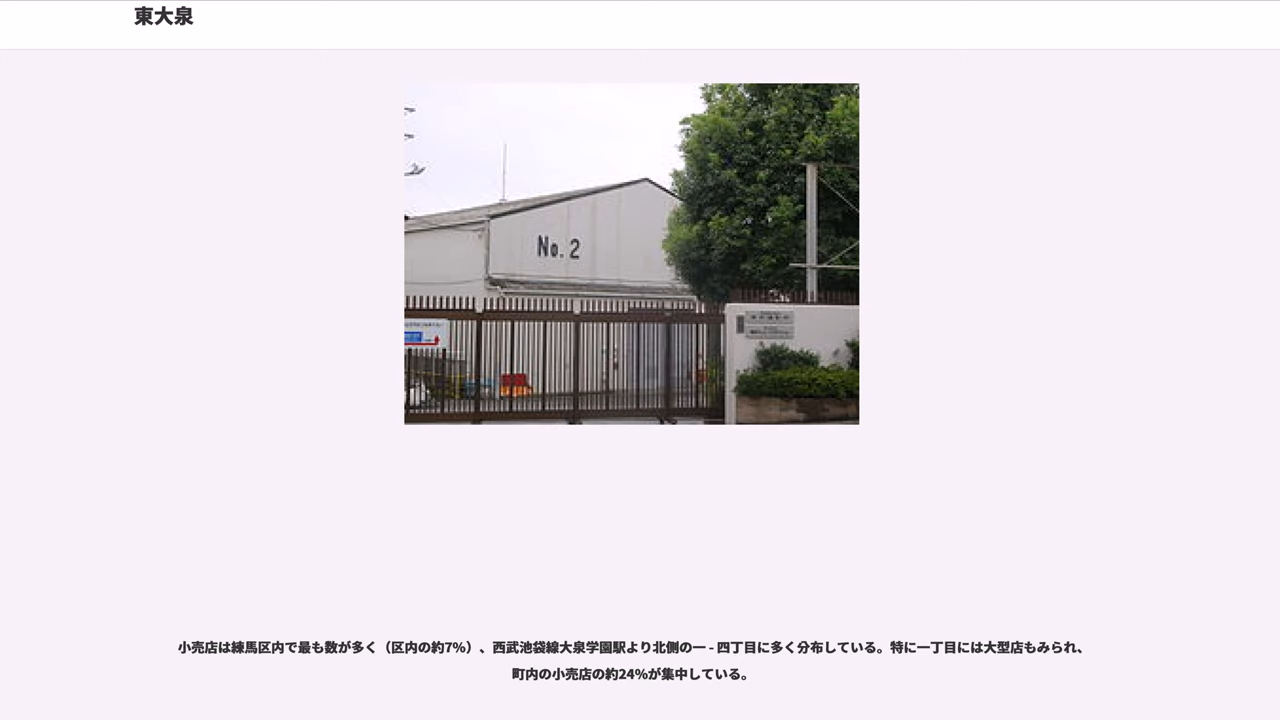 東大泉
No. 2
小売店は練馬区内で最も数が多く（区内の約7%）、西武池袋線大泉学園駅より北側の一 - 四丁目に多く分布している。特に一丁目には大型店もみられ、
町内の小売店の約24%が集中している。